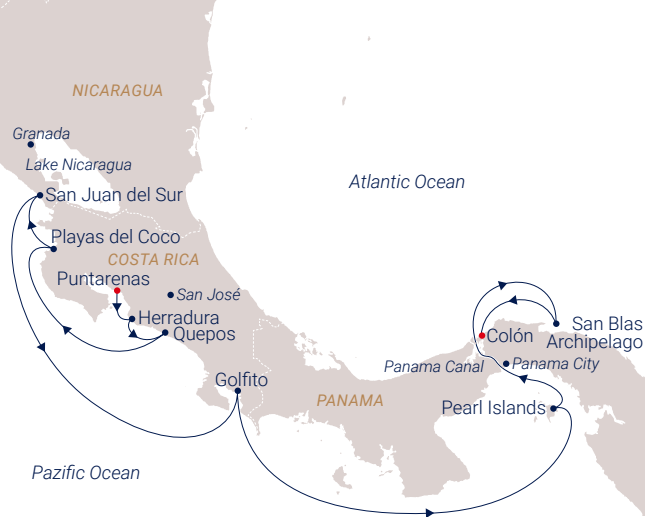 NICARAGUA
Granada
Lake Nicaragua
Atlantic Ocean
San Juan del Sur
Playas del Coco
COSTA RICA
Puntarenas
San José
Herradura
Quepos
San Blas
Archipelago
Colón
Panama Canal
Panama City
Golfito
PANAMA
Pearl Islands
Pazific Ocean